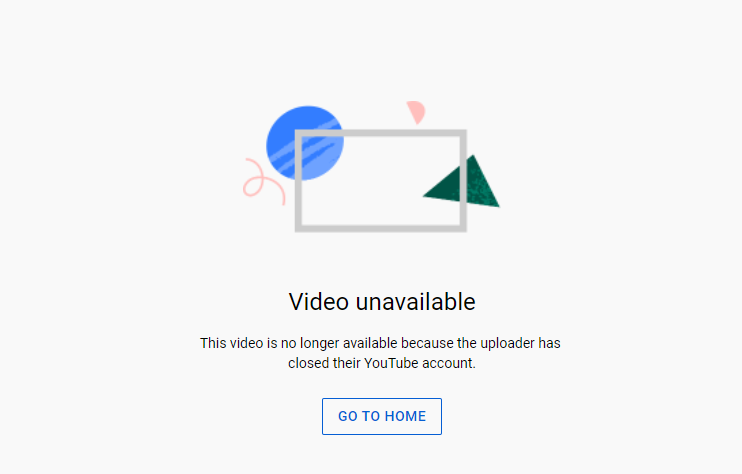 Video unavailable
This video is no longer available because the uploader has
closed their YouTube account.
GO TO HOME